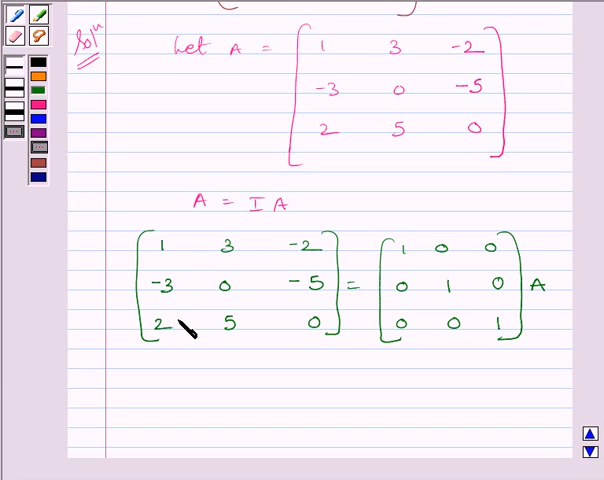 Solⁿ
Let A = [ 1 3 -2
-3 0 -5
2 5 0 ]
A = I A
[ 1 3 -2 [ 1 0 0
-3 0 -5 = 0 1 0 A
2 5 0 ] 0 0 1 ]